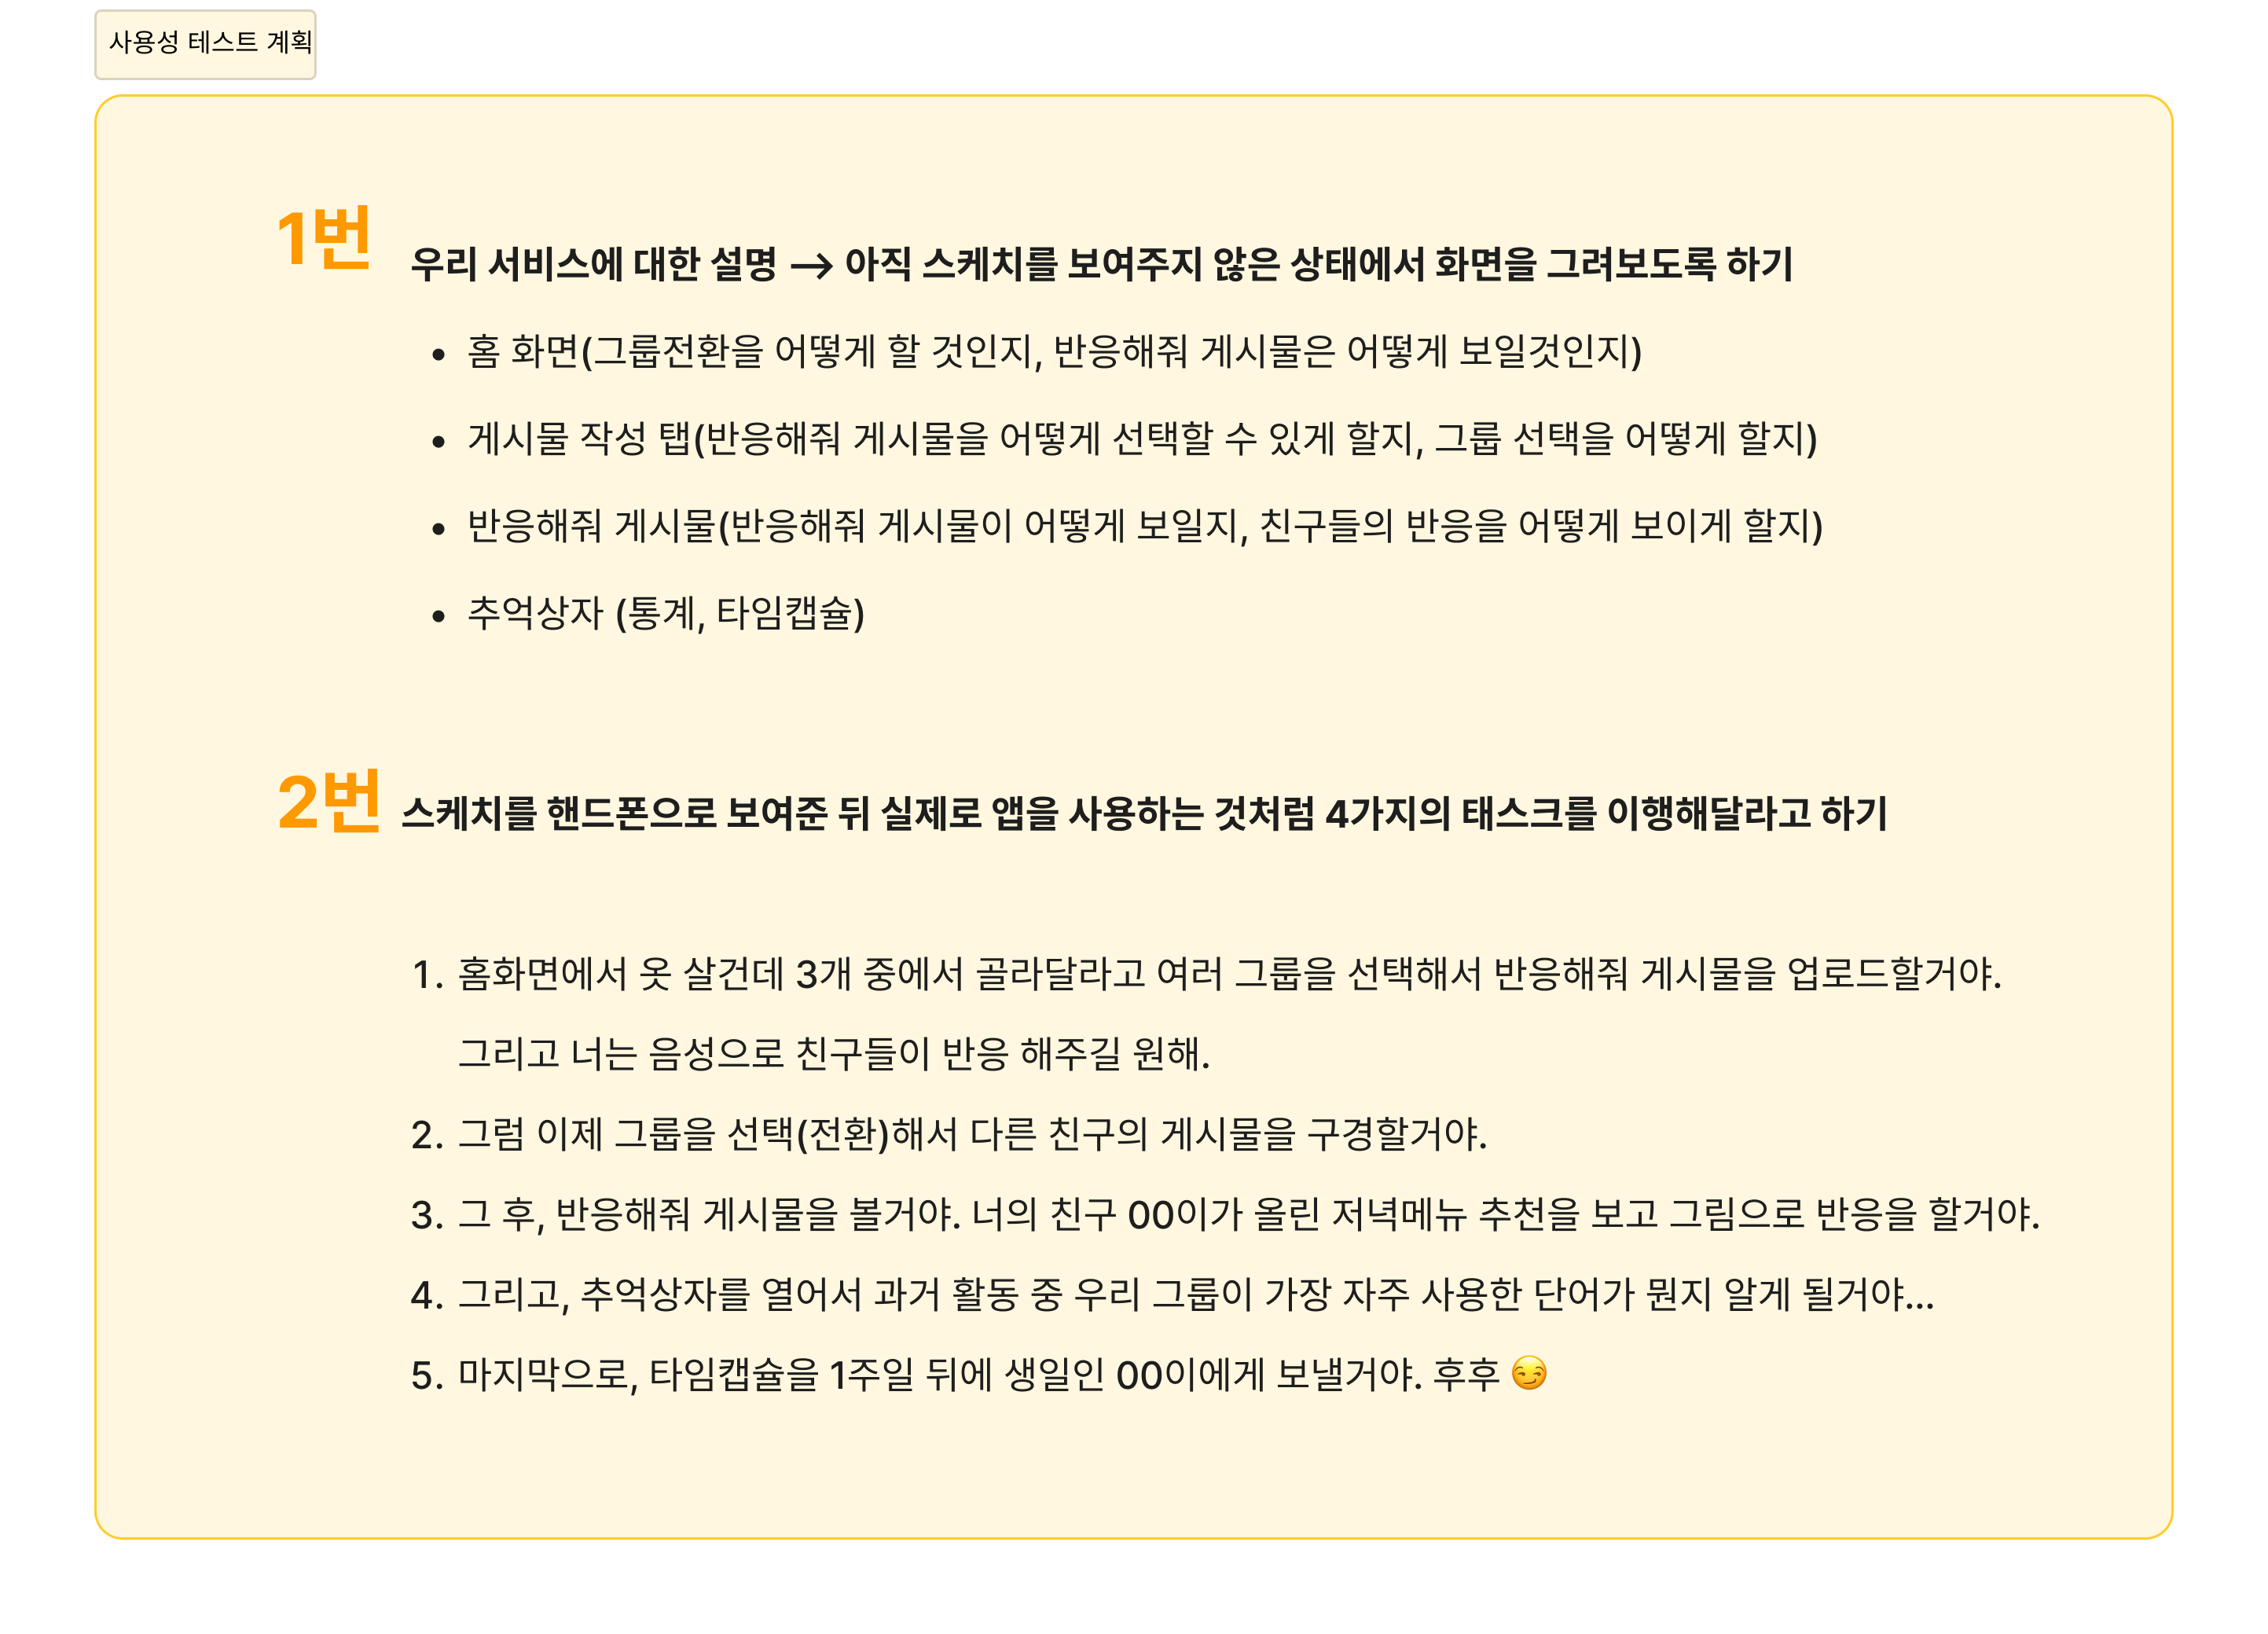 사용성 테스트 계획
1번
우리 서비스에 대한 설명 → 아직 스케치를 보여주지 않은 상태에서 화면을 그려보도록 하기
• 홈 화면(그룹전환을 어떻게 할 것인지, 반응해줘 게시물은 어떻게 보일것인지)
• 게시물 작성 탭(반응해줘 게시물을 어떻게 선택할 수 있게 할지, 그룹 선택을 어떻게 할지)
• 반응해줘 게시물(반응해줘 게시물이 어떻게 보일지, 친구들의 반응을 어떻게 보이게 할지)
• 추억상자 (통계, 타임캡슐)
2번
스케치를 핸드폰으로 보여준 뒤 실제로 앱을 사용하는 것처럼 4가지의 태스크를 이행해달라고 하기
1. 홈화면에서 옷 살건데 3개 중에서 골라달라고 여러 그룹을 선택해서 반응해줘 게시물을 업로드할거야.
그리고 너는 음성으로 친구들이 반응 해주길 원해.
2. 그럼 이제 그룹을 선택(전환)해서 다른 친구의 게시물을 구경할거야.
3. 그 후, 반응해줘 게시물을 볼거야. 너의 친구 00이가 올린 저녁메뉴 추천을 보고 그림으로 반응을 할거야.
4. 그리고, 추억상자를 열어서 과거 활동 중 우리 그룹이 가장 자주 사용한 단어가 뭔지 알게 될거야...
5. 마지막으로, 타임캡슐을 1주일 뒤에 생일인 00이에게 보낼거야. 후후 😏